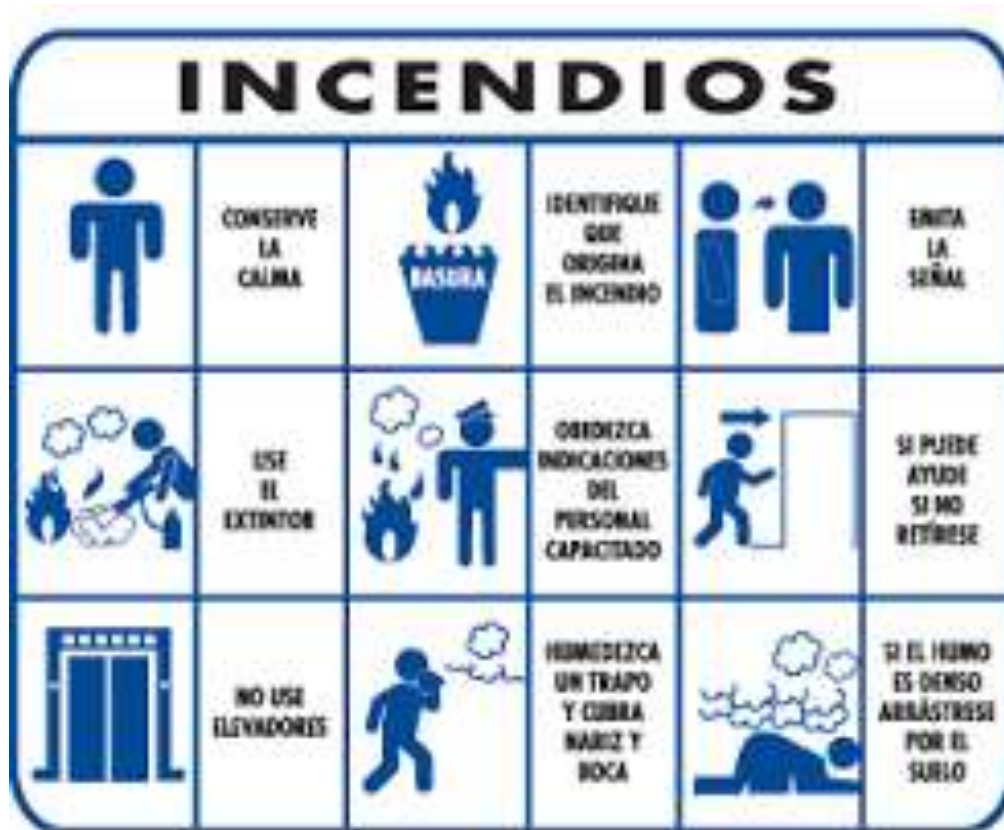 INCENDIOS
CONSERVE
LA
CALMA
BASURA
IDENTIFIQUE
QUE
ORIGINA
EL INCENDIO
EMITA
LA
SEÑAL
USE
EL
EXTINTOR
OBEDEZCA
INDICACIONES
DEL
PERSONAL
CAPACITADO
SI PUEDE
AYUDE
SI NO
RETÍRESE
NO USE
ELEVADORES
HUMEDEZCA
UN TRAPO
Y CUBRA
NARIZ Y
BOCA
SI EL HUMO
ES DENSO
ARRÁSTRESE
POR EL
SUELO